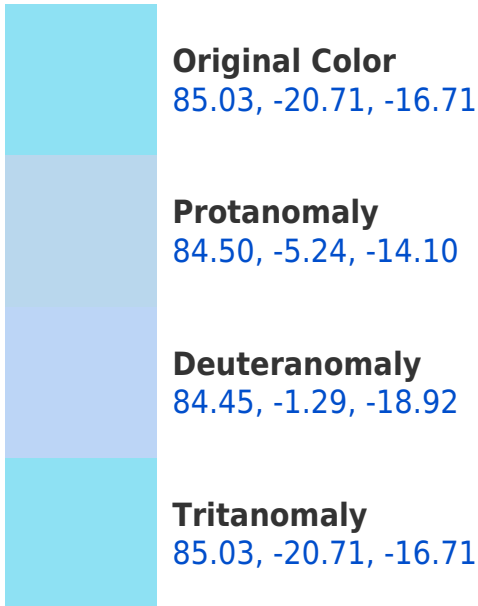 Original Color
85.03, -20.71, -16.71
Protanomaly
84.50, -5.24, -14.10
Deuteranomaly
84.45, -1.29, -18.92
Tritanomaly
85.03, -20.71, -16.71